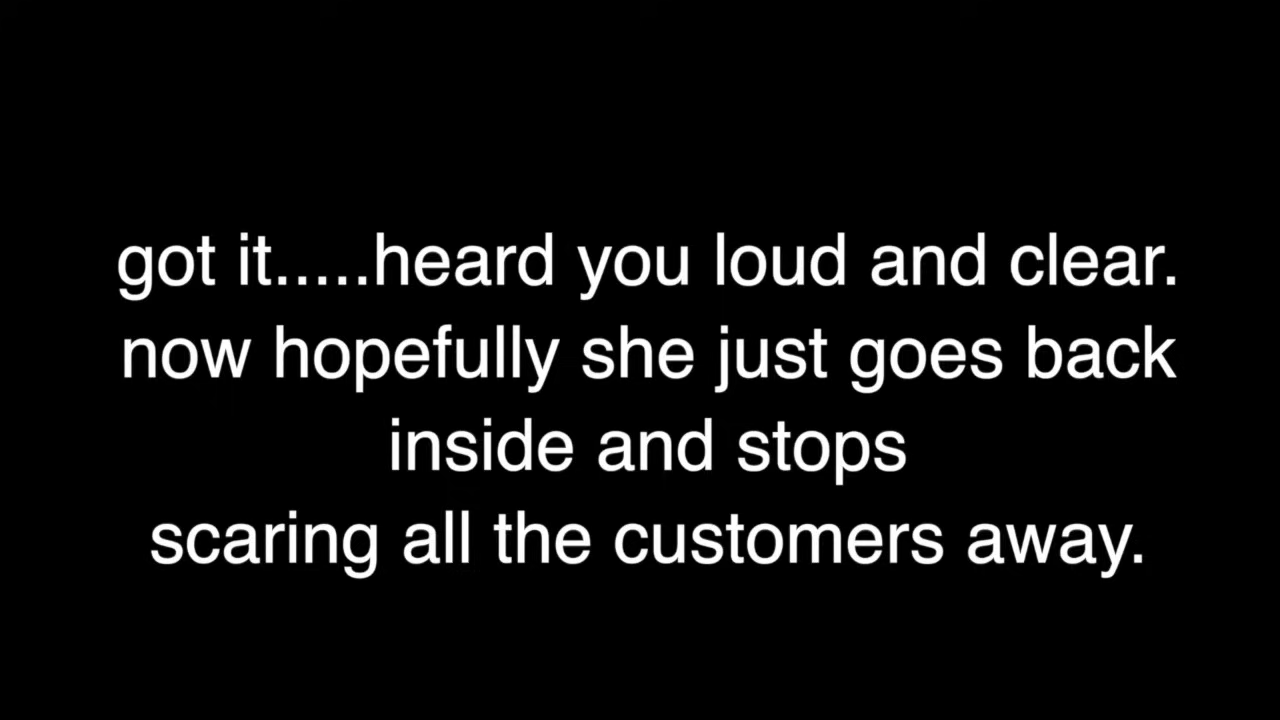 got it.....heard you loud and clear.
now hopefully she just goes back
inside and stops
scaring all the customers away.